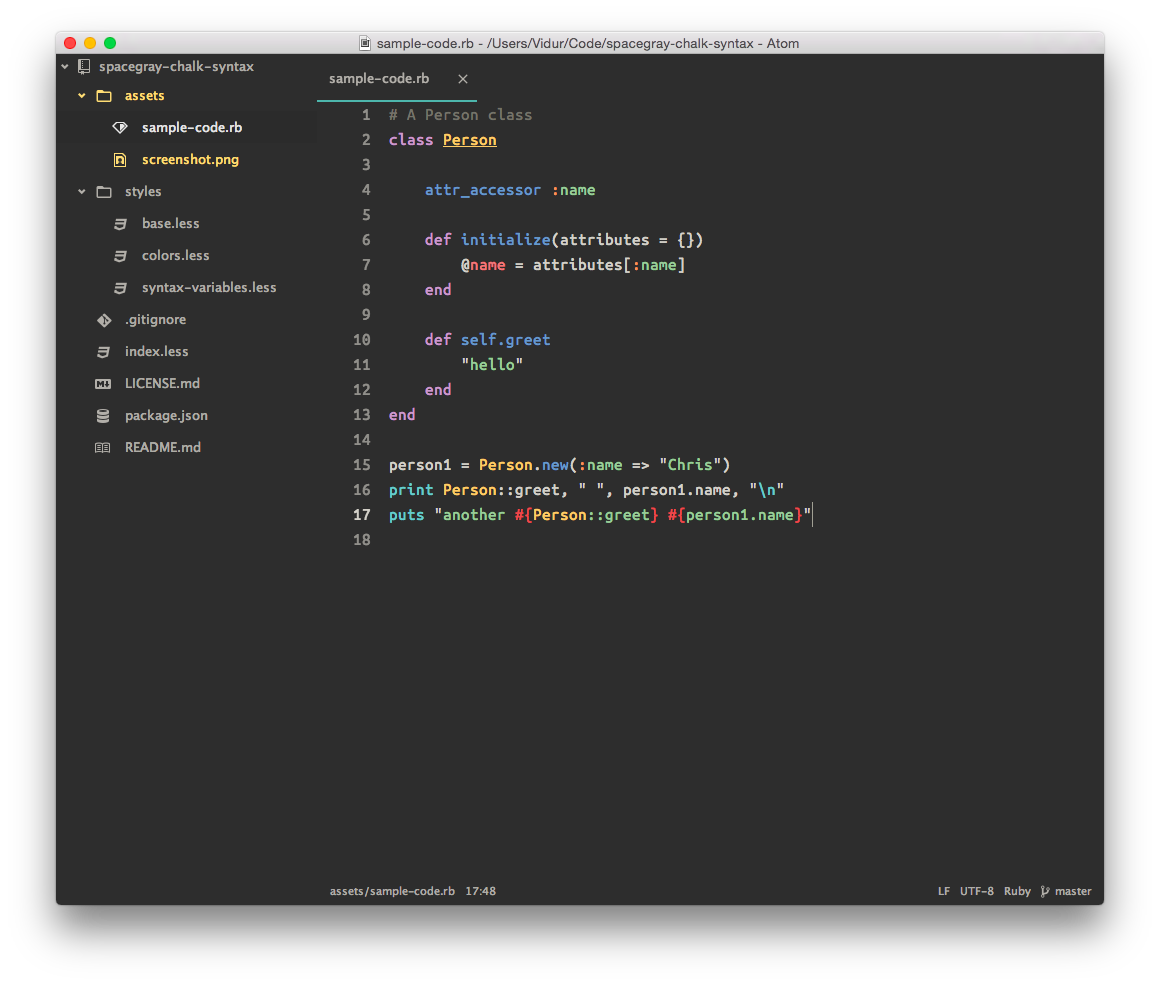 sample-code.rb - /Users/Vidur/Code/spacegray-chalk-syntax - Atom
spacegray-chalk-syntax
assets
sample-code.rb
screenshot.png
styles
base.less
colors.less
syntax-variables.less
.gitignore
index.less
LICENSE.md
package.json
README.md
sample-code.rb ×
1 # A Person class
2 class Person
3
4     attr_accessor :name
5
6     def initialize(attributes = {})
7         @name = attributes[:name]
8     end
9
10     def self.greet
11         "hello"
12     end
13 end
14
15 person1 = Person.new(:name => "Chris")
16 print Person::greet, " ", person1.name, "\n"
17 puts "another #{Person::greet} #{person1.name}"
18
assets/sample-code.rb 17:48 LF UTF-8 Ruby master